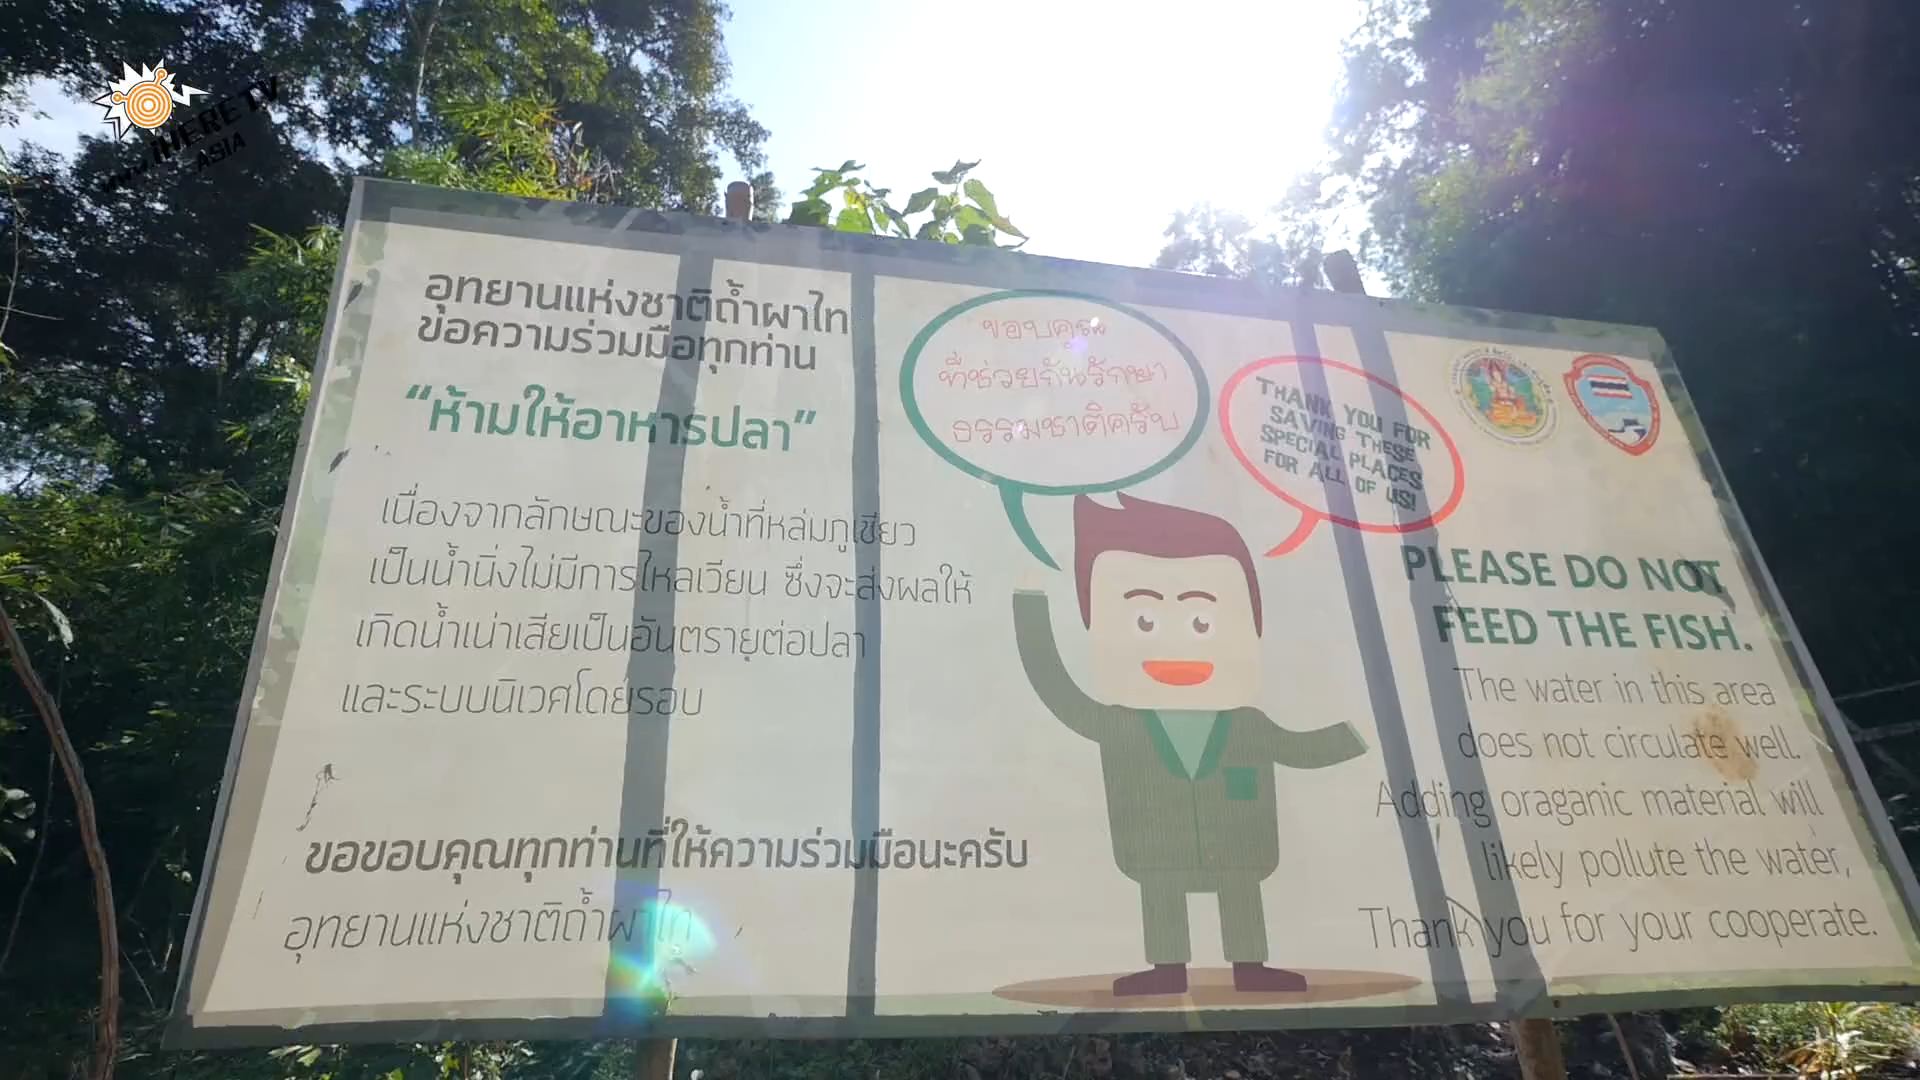 iHERE TV
ASIA
อุทยานแห่งชาติถ้ำผาไท
ขอความร่วมมือทุกท่าน
“ห้ามให้อาหารปลา”
เนื่องจากลักษณะของน้ำที่หล่มภูเขียว
เป็นน้ำนิ่งไม่มีการไหลเวียน ซึ่งจะส่งผลให้
เกิดน้ำเน่าเสียเป็นอันตรายต่อปลา
และระบบนิเวศโดยรอบ
ขอขอบคุณทุกท่านที่ให้ความร่วมมือนะครับ
อุทยานแห่งชาติถ้ำผาไท
ขอบคุณ
ที่ช่วยกันรักษา
ธรรมชาติครับ
THANK YOU FOR
SAVING THESE
SPECIAL PLACES
FOR ALL OF US!
PLEASE DO NOT
FEED THE FISH.
The water in this area
does not circulate well.
Adding oraganic material will
likely pollute the water,
Thank you for your cooperate.